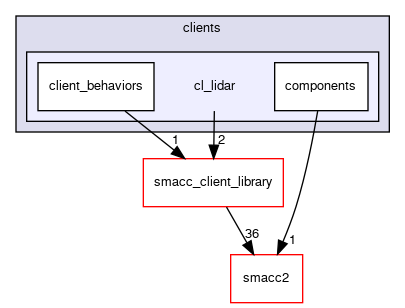 clients
client_behaviors
cl_lidar
components
1
2
smacc_client_library
36
1
smacc2